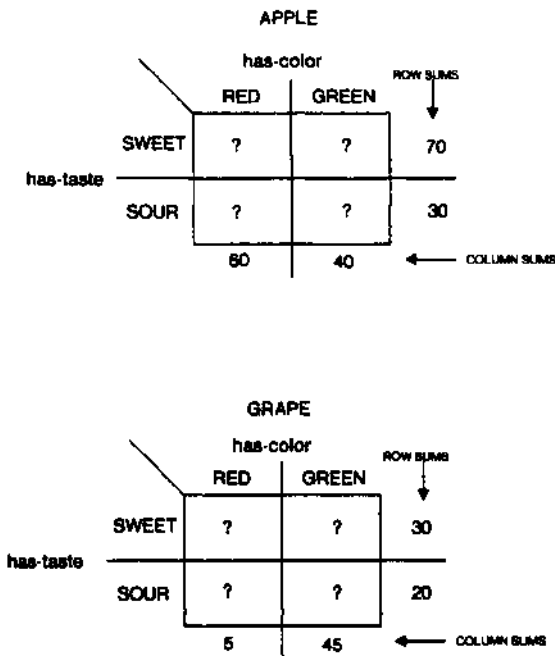 APPLE
has-color
ROW SUMS
RED GREEN
SWEET ? ? 70
has-taste
SOUR ? ? 30
60 40 COLUMN SUMS
GRAPE
has-color
ROW SUMS
RED GREEN
SWEET ? ? 30
has-taste
SOUR ? ? 20
5 45 COLUMN SUMS